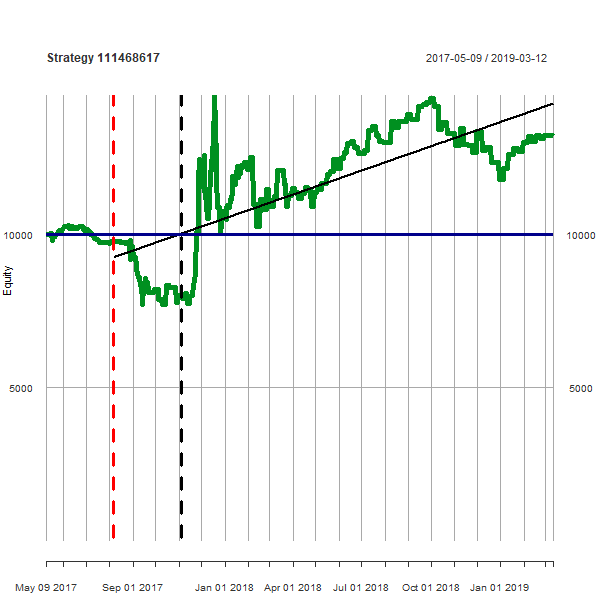 Strategy 111468617
2017-05-09 / 2019-03-12
10000
10000
Equity
5000
5000
May 09 2017
Sep 01 2017
Jan 01 2018
Apr 01 2018
Jul 01 2018
Oct 01 2018
Jan 01 2019